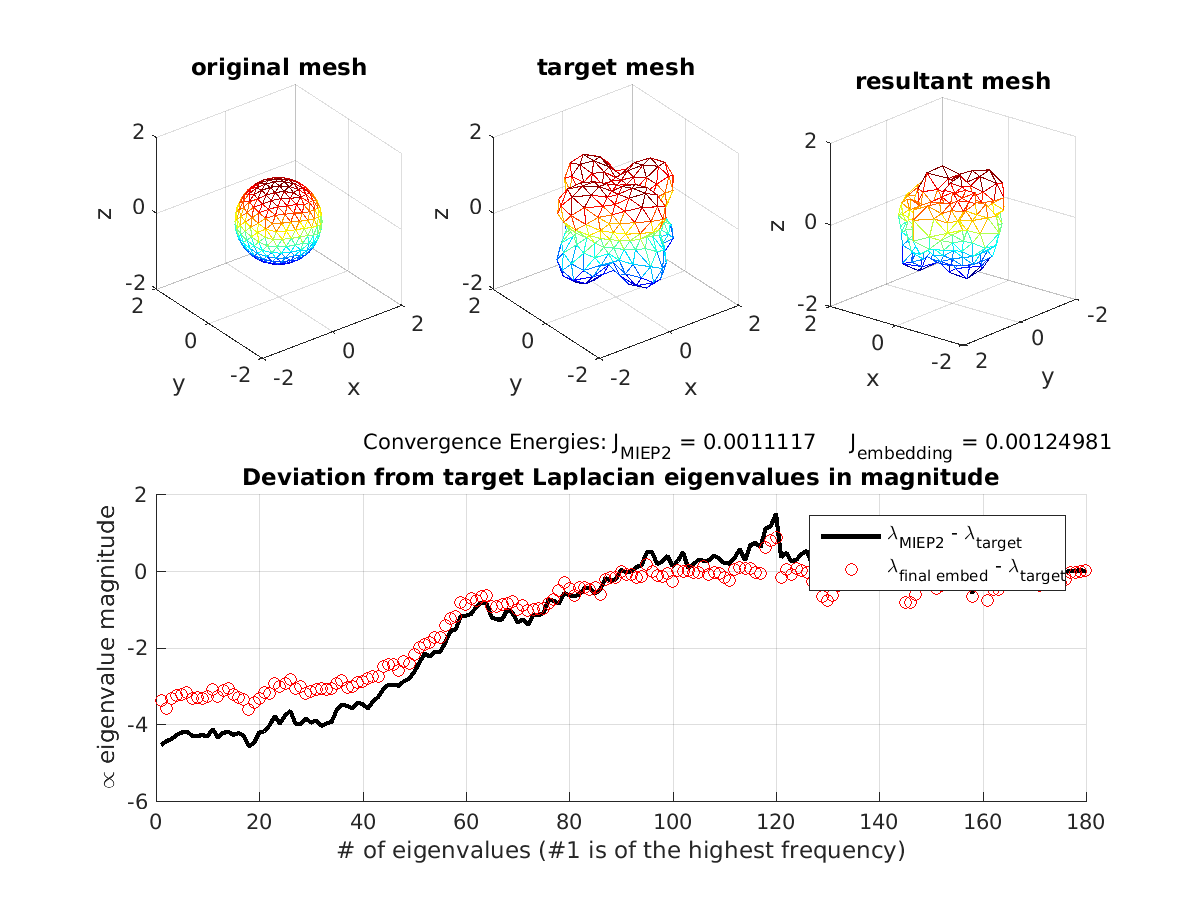 original mesh
target mesh
resultant mesh
2
0
-2
z
2
0
-2
y
-2
0
2
x
2
0
-2
z
2
0
-2
y
-2
0
2
x
2
0
-2
z
2
0
-2
x
2
0
-2
y
Convergence Energies: J_MIEP2 = 0.0011117 J_embedding = 0.00124981
Deviation from target Laplacian eigenvalues in magnitude
λ_MIEP2 - λ_target
λ_final embed - λ_target
∝ eigenvalue magnitude
2
0
-2
-4
-6
0 20 40 60 80 100 120 140 160 180
# of eigenvalues (#1 is of the highest frequency)